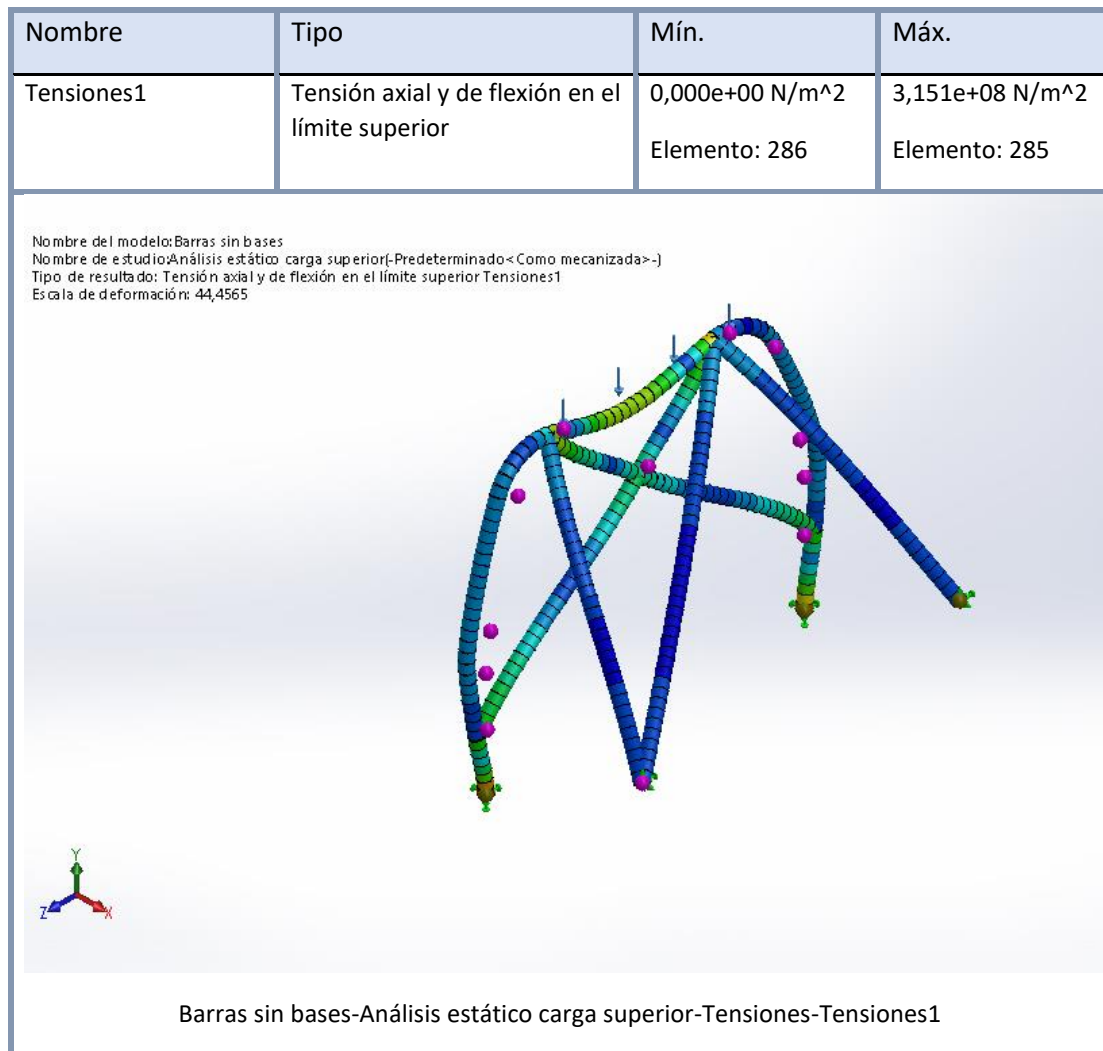 Nombre Tipo Mín. Máx.
Tensiones1 Tensión axial y de flexión en el 0,000e+00 N/m^2 3,151e+08 N/m^2
límite superior
Elemento: 286 Elemento: 285
Nombre del modelo:Barras sin bases
Nombre de estudio:Análisis estático carga superior(-Predeterminado<Como mecanizada>-)
Tipo de resultado: Tensión axial y de flexión en el límite superior Tensiones1
Escala de deformación: 44,4565
Y
Z X
Barras sin bases-Análisis estático carga superior-Tensiones-Tensiones1